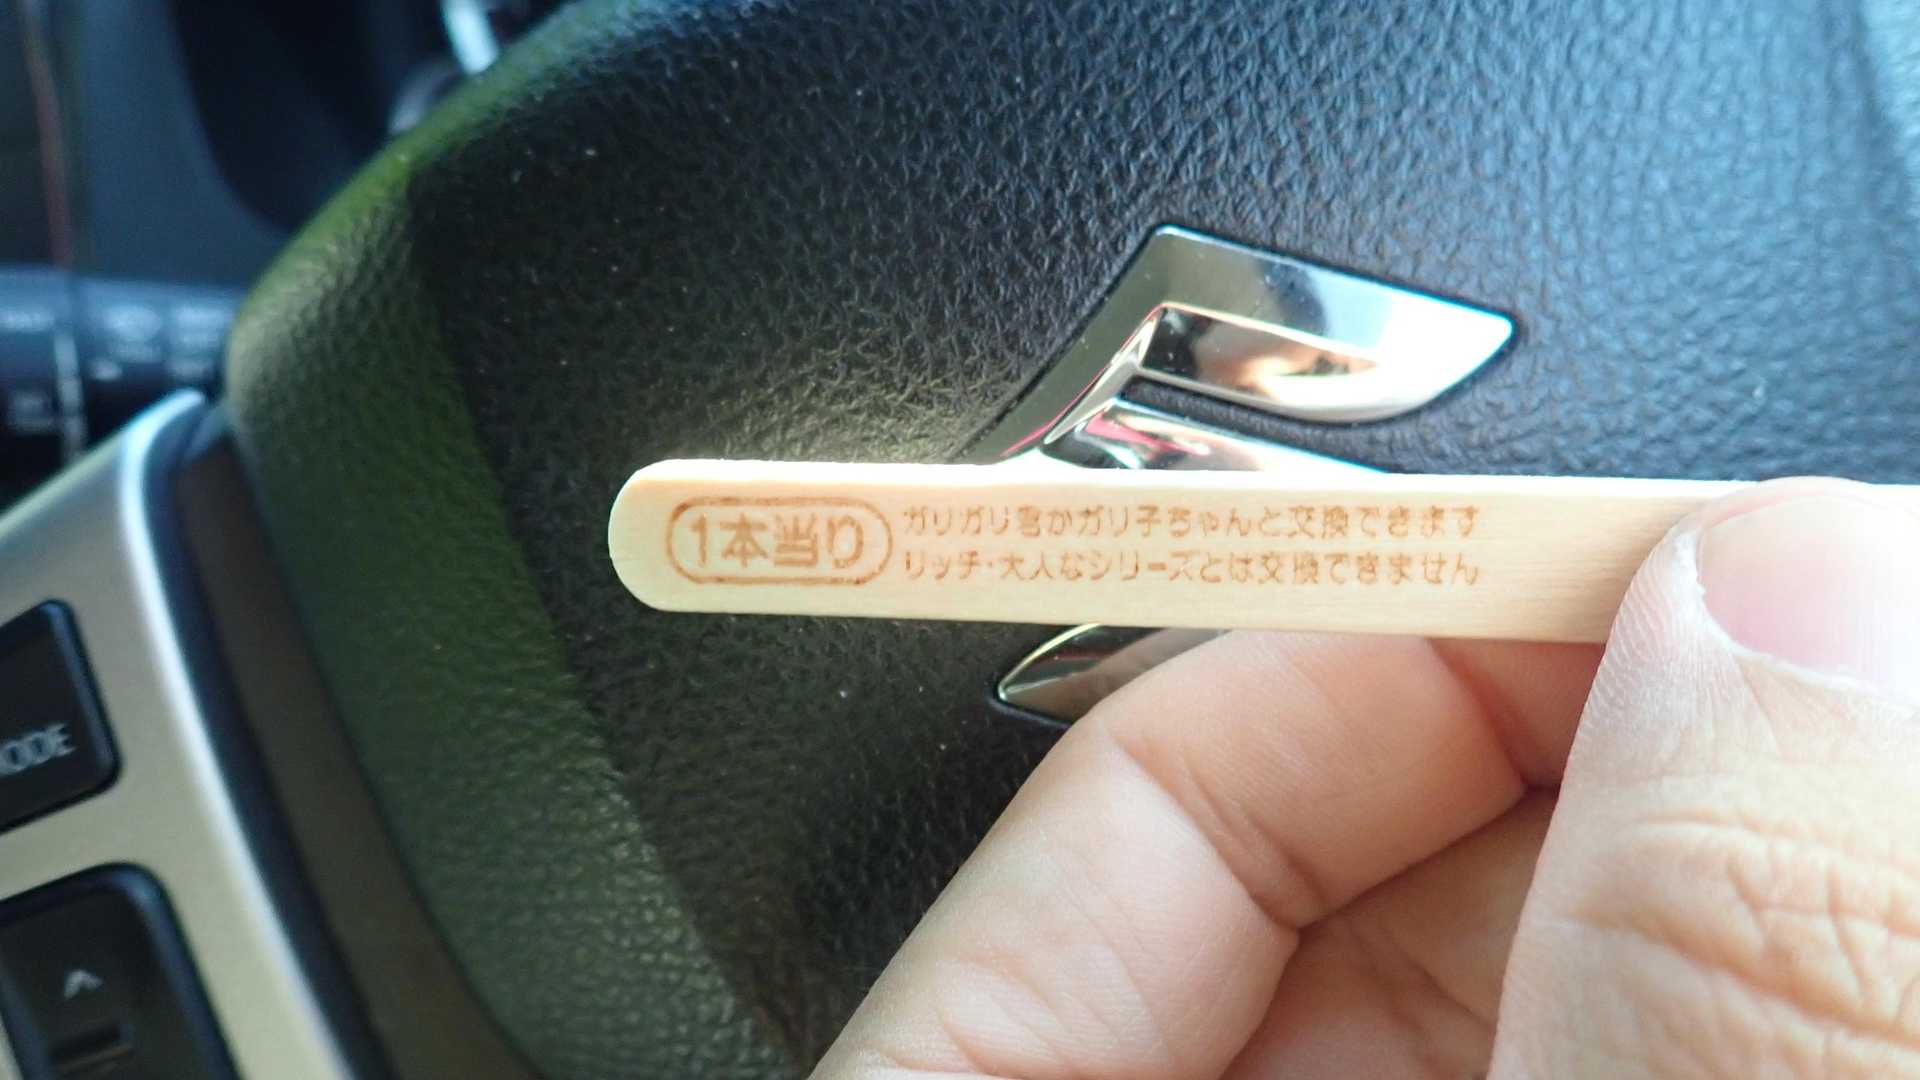 1本当り
ガリガリ君かガリ子ちゃんと交換できます
リッチ・大人なシリーズとは交換できません